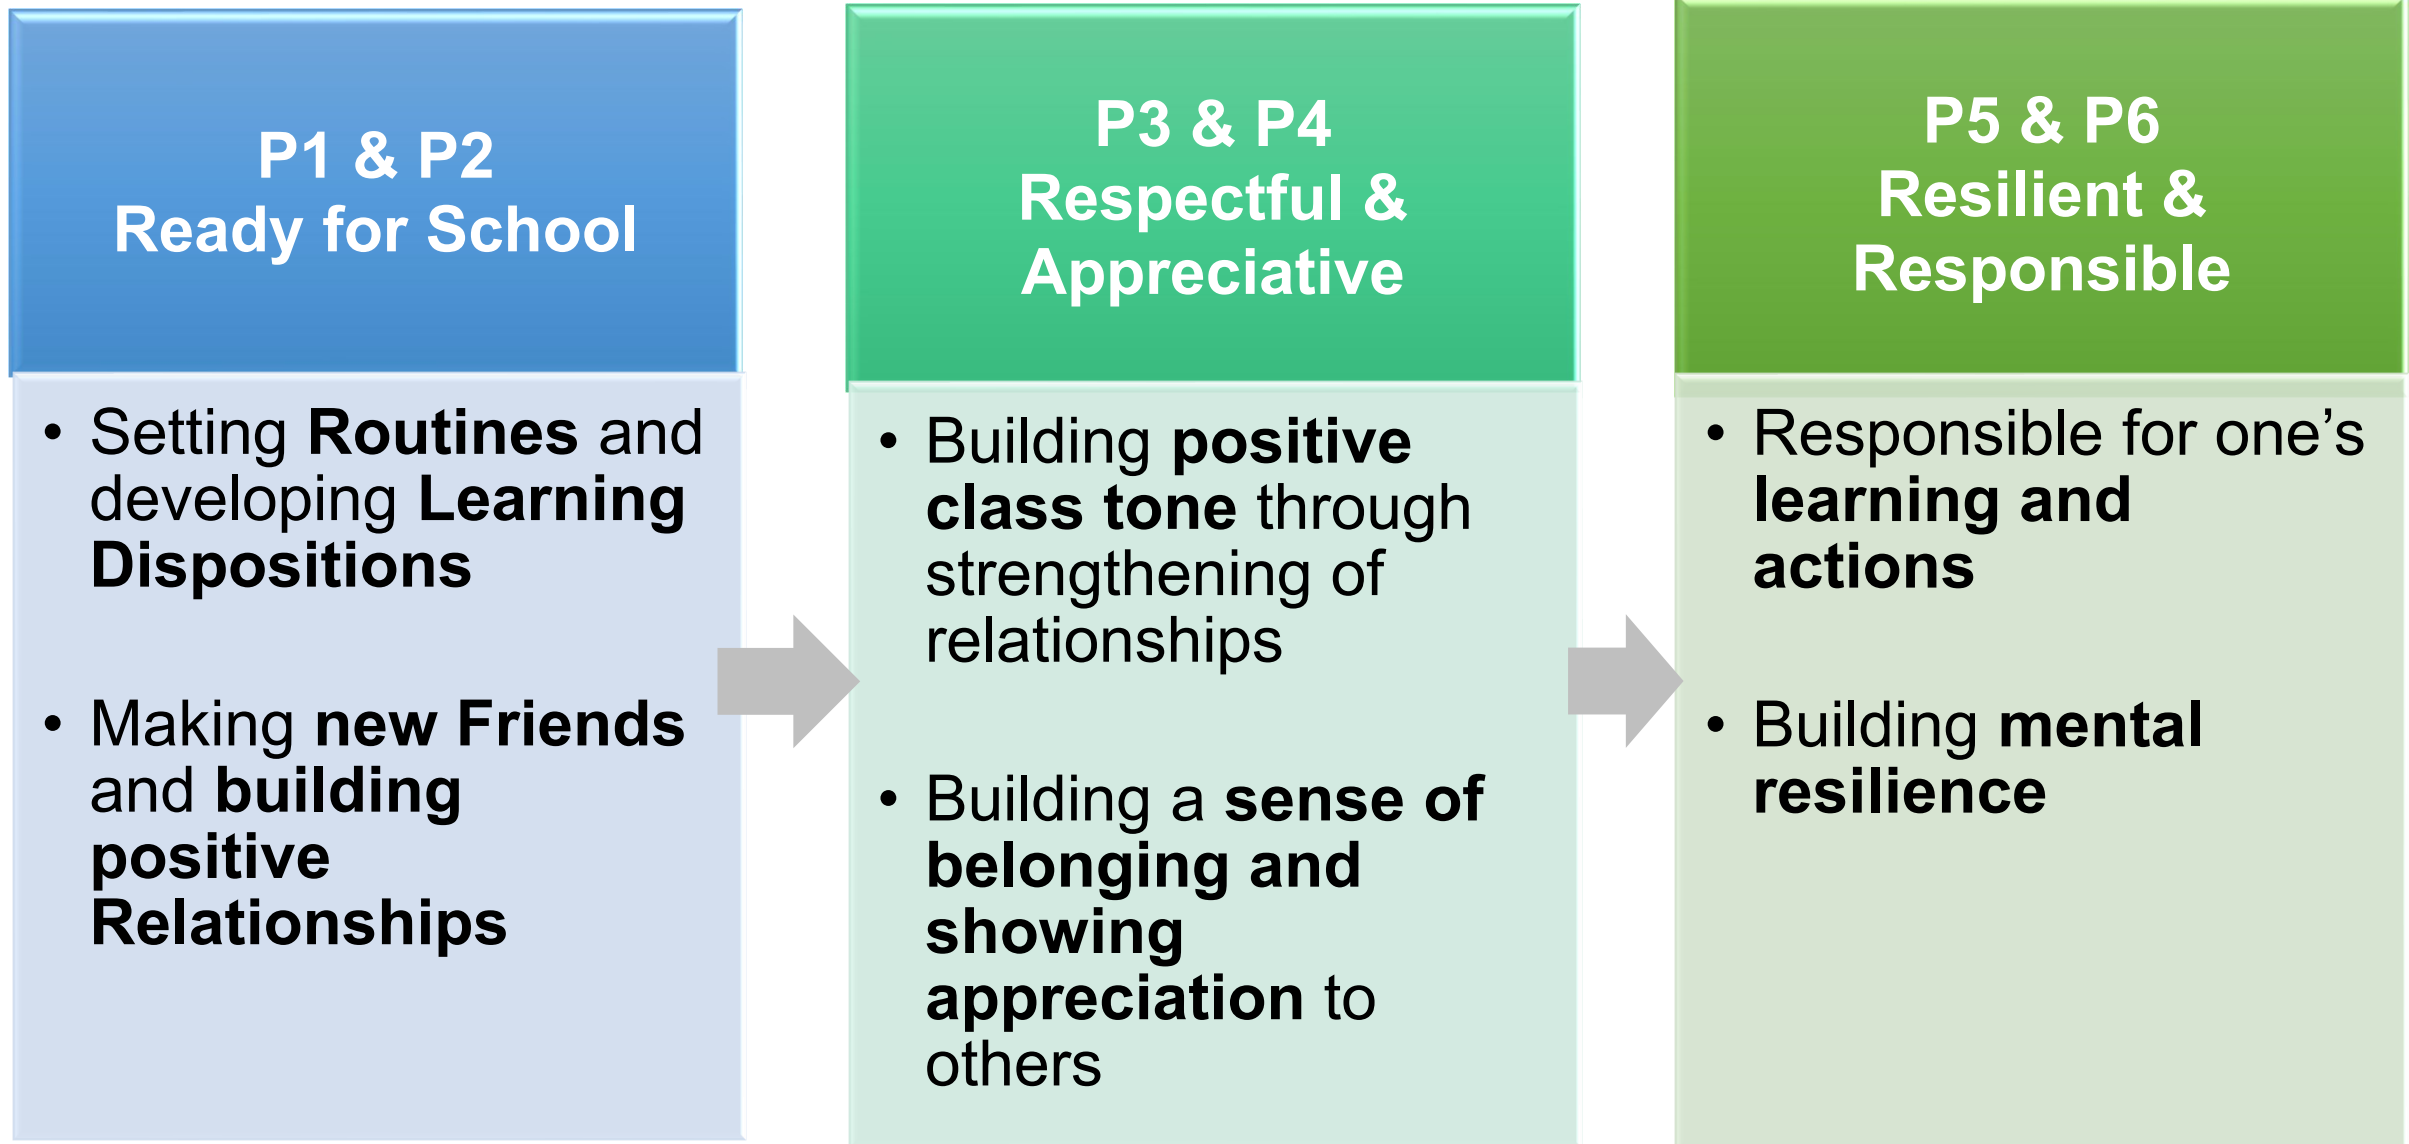 P1 & P2
Ready for School
• Setting Routines and
developing Learning
Dispositions
• Making new Friends
and building
positive
Relationships
P3 & P4
Respectful &
Appreciative
• Building positive
class tone through
strengthening of
relationships
• Building a sense of
belonging and
showing
appreciation to
others
P5 & P6
Resilient &
Responsible
• Responsible for one’s
learning and
actions
• Building mental
resilience